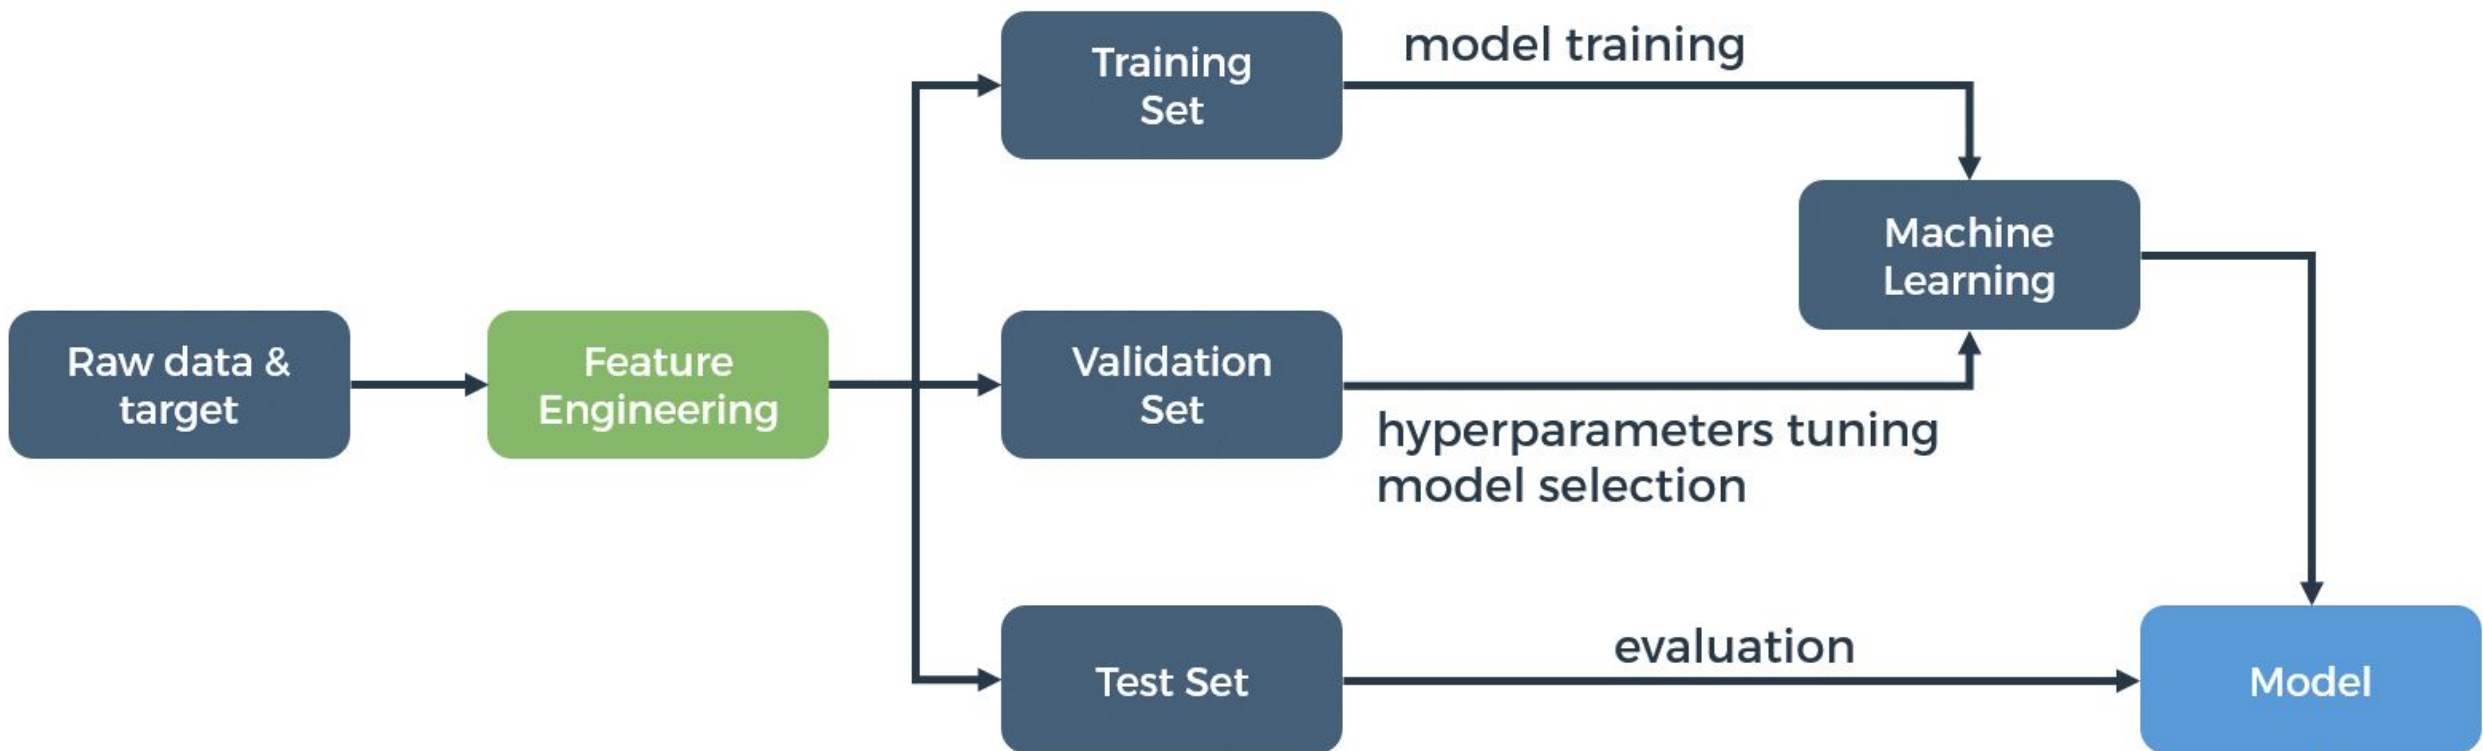 Raw data &
target
Feature
Engineering
Training
Set
model training
Validation
Set
hyperparameters tuning
model selection
Machine
Learning
Test Set
evaluation
Model